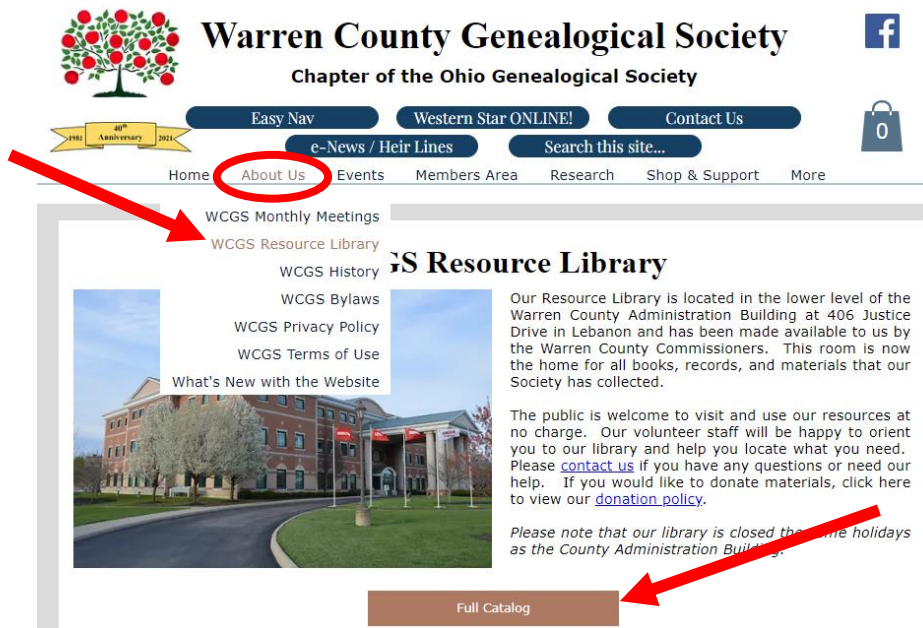 Warren County Genealogical Society
Chapter of the Ohio Genealogical Society
1981 40th Anniversary 2021
Easy Nav Western Star ONLINE! Contact Us
e-News / Heir Lines Search this site...
0
Home About Us Events Members Area Research Shop & Support More
WCGS Monthly Meetings
WCGS Resource Library
WCGS History
WCGS Bylaws
WCGS Privacy Policy
WCGS Terms of Use
What's New with the Website
GS Resource Library
Our Resource Library is located in the lower level of the
Warren County Administration Building at 406 Justice
Drive in Lebanon and has been made available to us by
the Warren County Commissioners. This room is now
the home for all books, records, and materials that our
Society has collected.
The public is welcome to visit and use our resources at
no charge. Our volunteer staff will be happy to orient
you to our library and help you locate what you need.
Please contact us if you have any questions or need our
help. If you would like to donate materials, click here
to view our donation policy.
Please note that our library is closed the same holidays
as the County Administration Building.
Full Catalog